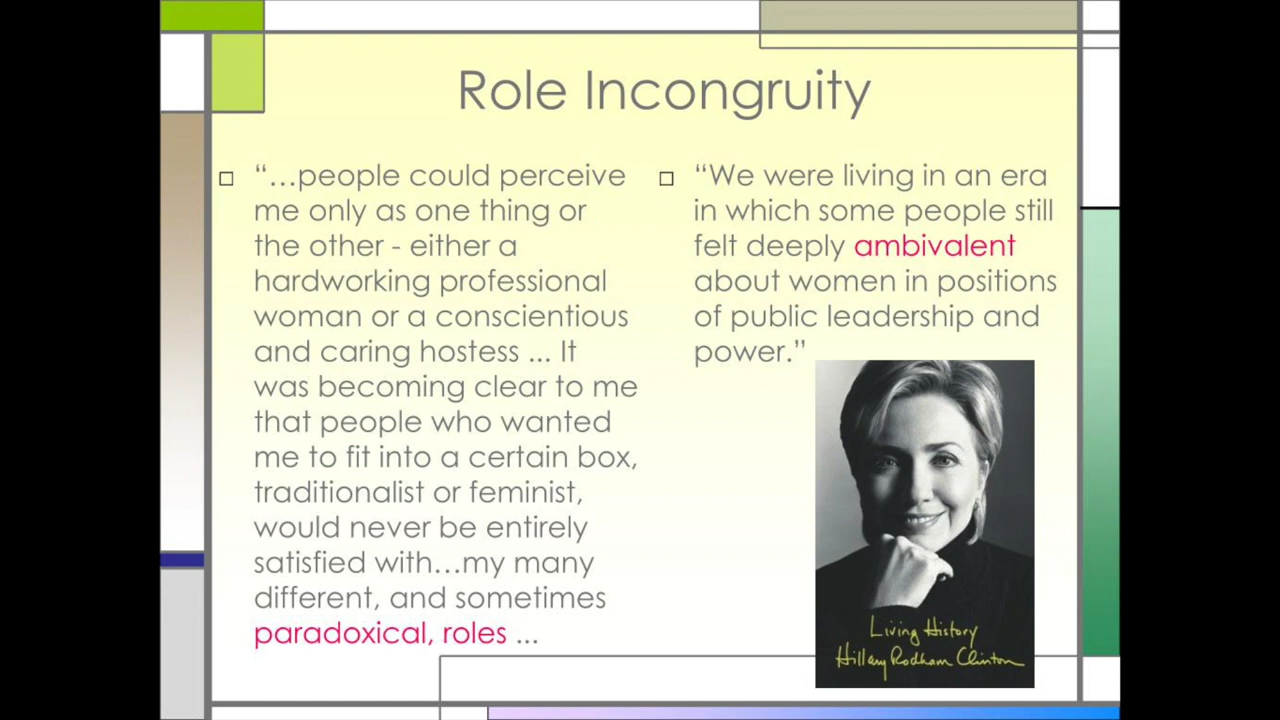 Role Incongruity
“...people could perceive
me only as one thing or
the other - either a
hardworking professional
woman or a conscientious
and caring hostess ... It
was becoming clear to me
that people who wanted
me to fit into a certain box,
traditionalist or feminist,
would never be entirely
satisfied with...my many
different, and sometimes
paradoxical, roles ...
“We were living in an era
in which some people still
felt deeply ambivalent
about women in positions
of public leadership and
power.”
Living History
Hillary Rodham Clinton